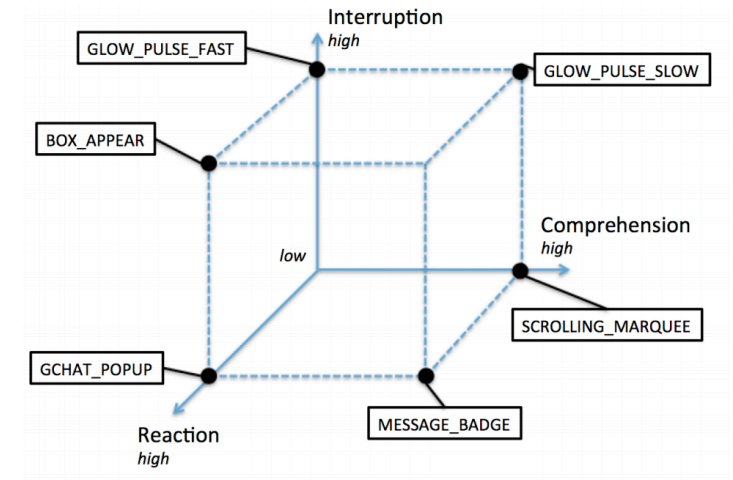 Interruption
high
GLOW_PULSE_FAST
GLOW_PULSE_SLOW
BOX_APPEAR
Comprehension
high
low
SCROLLING_MARQUEE
GCHAT_POPUP
MESSAGE_BADGE
Reaction
high